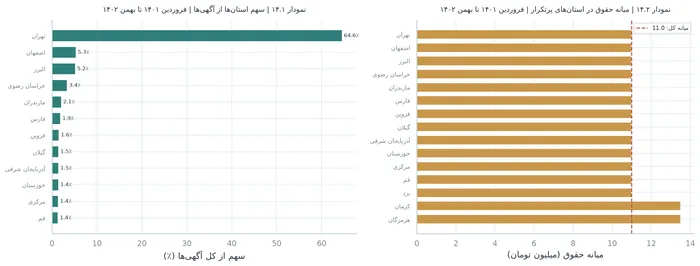 نمودار ۱۴.۱ | سهم استان‌ها از آگهی‌ها | فروردین ۱۴۰۱ تا بهمن ۱۴۰۲
تهران
64.6٪
اصفهان
5.3٪
البرز
5.2٪
خراسان رضوی
3.4٪
مازندران
2.1٪
فارس
1.9٪
قزوین
1.6٪
گیلان
1.5٪
آذربایجان شرقی
1.5٪
خوزستان
1.4٪
مرکزی
1.4٪
قم
1.4٪
0 10 20 30 40 50 60
سهم از کل آگهی‌ها (٪)
نمودار ۱۴.۲ | میانه حقوق در استان‌های پرتکرار | فروردین ۱۴۰۱ تا بهمن ۱۴۰۲
میانه کل: 11.0
تهران
اصفهان
البرز
خراسان رضوی
مازندران
فارس
قزوین
گیلان
آذربایجان شرقی
خوزستان
مرکزی
قم
یزد
کرمان
هرمزگان
0 2 4 6 8 10 12 14
میانه حقوق (میلیون تومان)